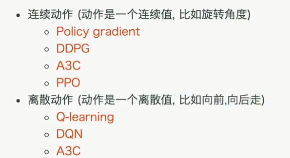 连续动作 (动作是一个连续值, 比如旋转角度)
Policy gradient
DDPG
A3C
PPO
离散动作 (动作是一个离散值, 比如向前,向后走)
Q-learning
DQN
A3C